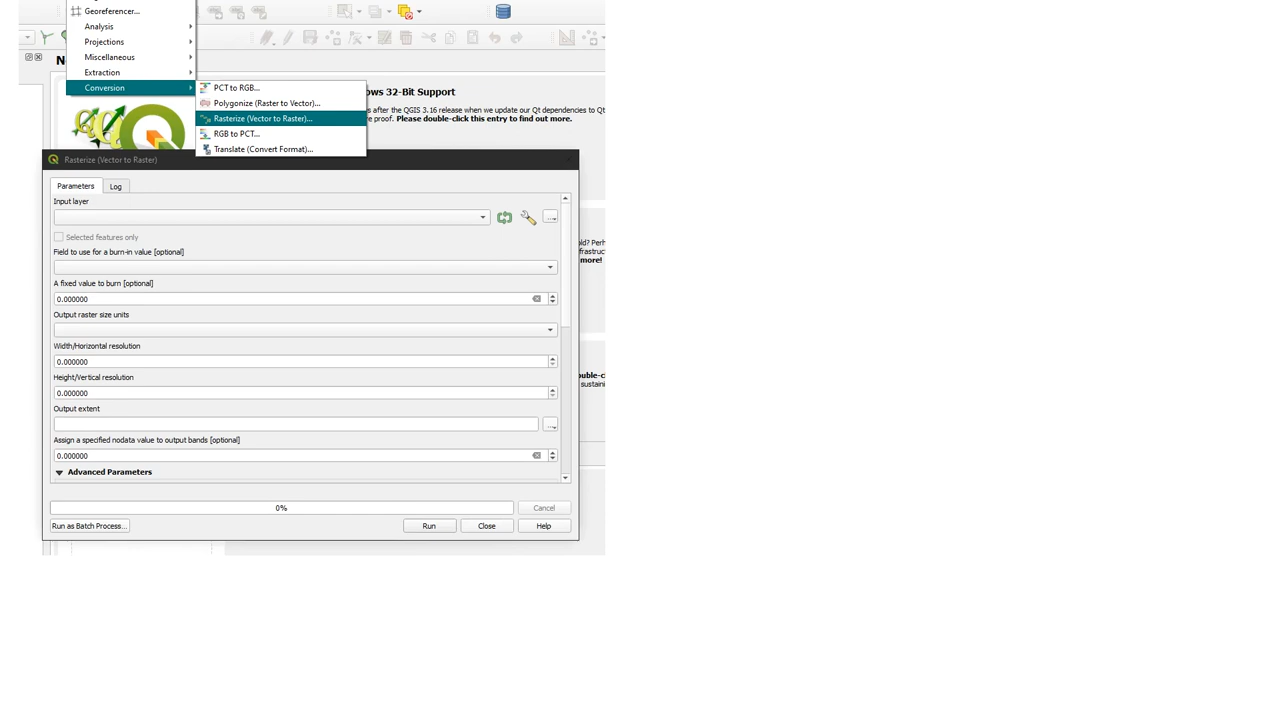 Georeferencer...
Analysis
Projections
Miscellaneous
Extraction
Conversion
PCT to RGB...
Polygonize (Raster to Vector)...
Rasterize (Vector to Raster)...
RGB to PCT...
Translate (Convert Format)...
32-Bit Support
after the QGIS 3.16 release when we update our Qt dependencies to Qt
proof. Please double-click this entry to find out more.
Rasterize (Vector to Raster)
Parameters
Log
Input layer
Selected features only
Field to use for a burn-in value [optional]
A fixed value to burn [optional]
0.000000
Output raster size units
Width/Horizontal resolution
0.000000
Height/Vertical resolution
0.000000
Output extent
Assign a specified nodata value to output bands [optional]
0.000000
Advanced Parameters
0%
Cancel
Run as Batch Process...
Run
Close
Help
more!